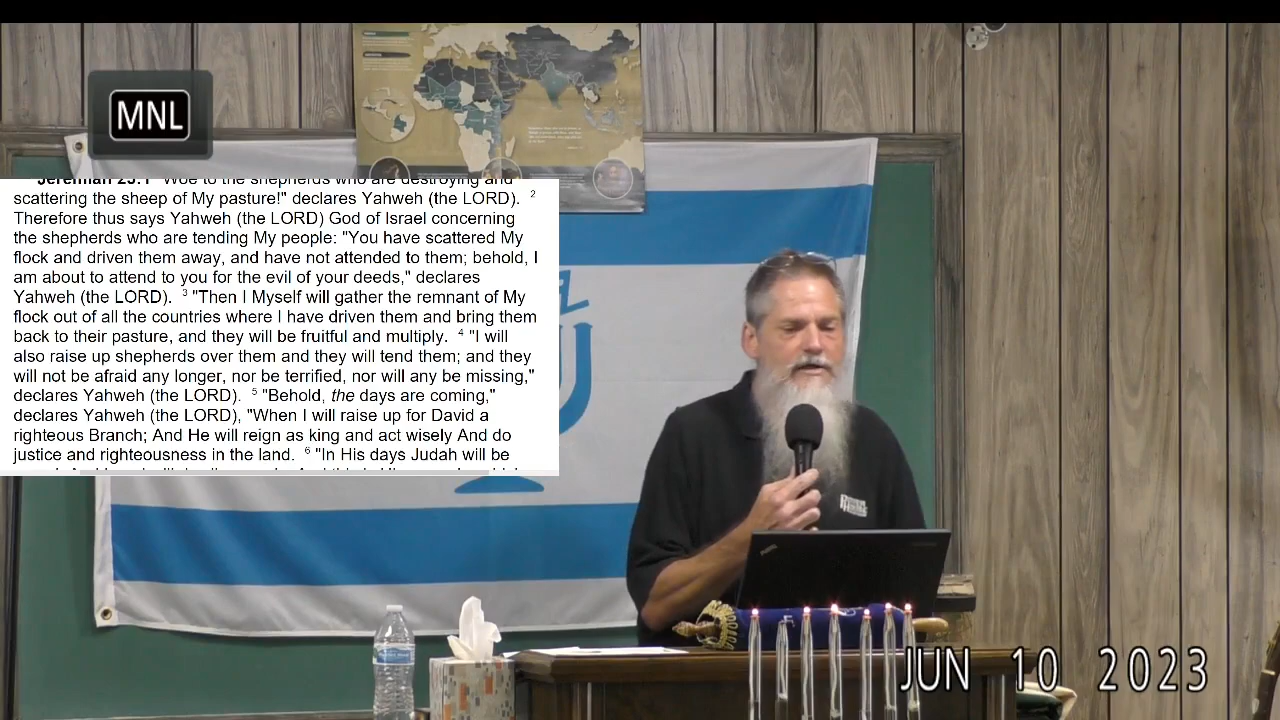 MNL
scattering the sheep of My pasture!" declares Yahweh (the LORD). 2
Therefore thus says Yahweh (the LORD) God of Israel concerning
the shepherds who are tending My people: "You have scattered My
flock and driven them away, and have not attended to them; behold, I
am about to attend to you for the evil of your deeds," declares
Yahweh (the LORD). 3 "Then I Myself will gather the remnant of My
flock out of all the countries where I have driven them and bring them
back to their pasture, and they will be fruitful and multiply. 4 "I will
also raise up shepherds over them and they will tend them; and they
will not be afraid any longer, nor be terrified, nor will any be missing,"
declares Yahweh (the LORD). 5 "Behold, the days are coming,"
declares Yahweh (the LORD), "When I will raise up for David a
righteous Branch; And He will reign as king and act wisely And do
justice and righteousness in the land. 6 "In His days Judah will be
JUN 10 2023